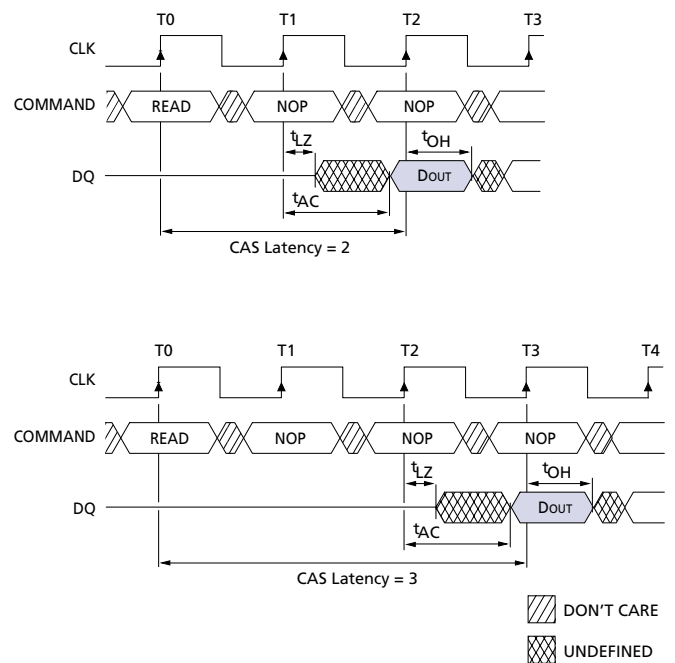 T0 T1 T2 T3
CLK
COMMAND READ NOP NOP
tLZ tOH
DQ DOUT
tAC
CAS Latency = 2
T0 T1 T2 T3 T4
CLK
COMMAND READ NOP NOP NOP
tLZ tOH
DQ DOUT
tAC
CAS Latency = 3
DON'T CARE
UNDEFINED